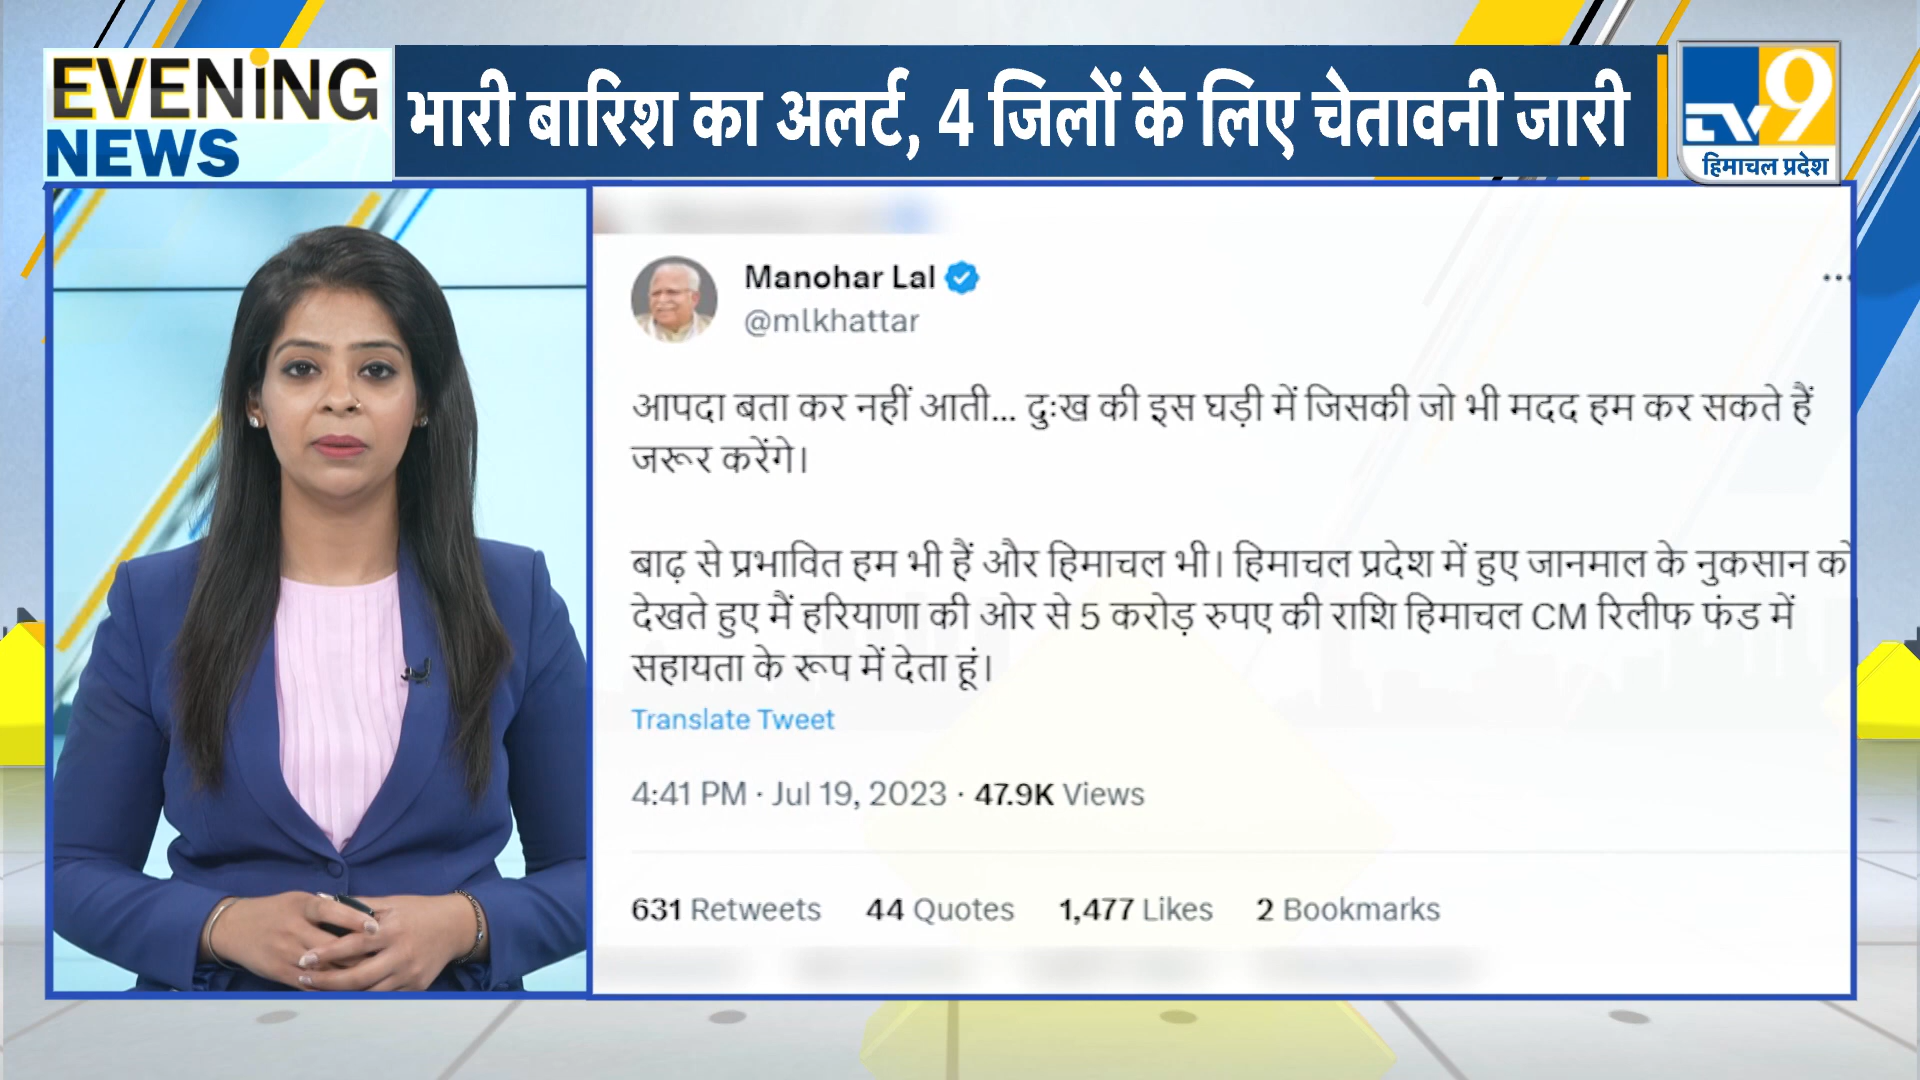 EVENING
NEWS
भारी बारिश का अलर्ट, 4 जिलों के लिए चेतावनी जारी
TV9
हिमाचल प्रदेश
Manohar Lal
@mlkhattar
आपदा बता कर नहीं आती... दुःख की इस घड़ी में जिसकी जो भी मदद हम कर सकते हैं
जरूर करेंगे।
बाढ़ से प्रभावित हम भी हैं और हिमाचल भी। हिमाचल प्रदेश में हुए जानमाल के नुकसान को
देखते हुए मैं हरियाणा की ओर से 5 करोड़ रुपए की राशि हिमाचल CM रिलीफ फंड में
सहायता के रूप में देता हूं।
Translate Tweet
4:41 PM · Jul 19, 2023 · 47.9K Views
631 Retweets 44 Quotes 1,477 Likes 2 Bookmarks